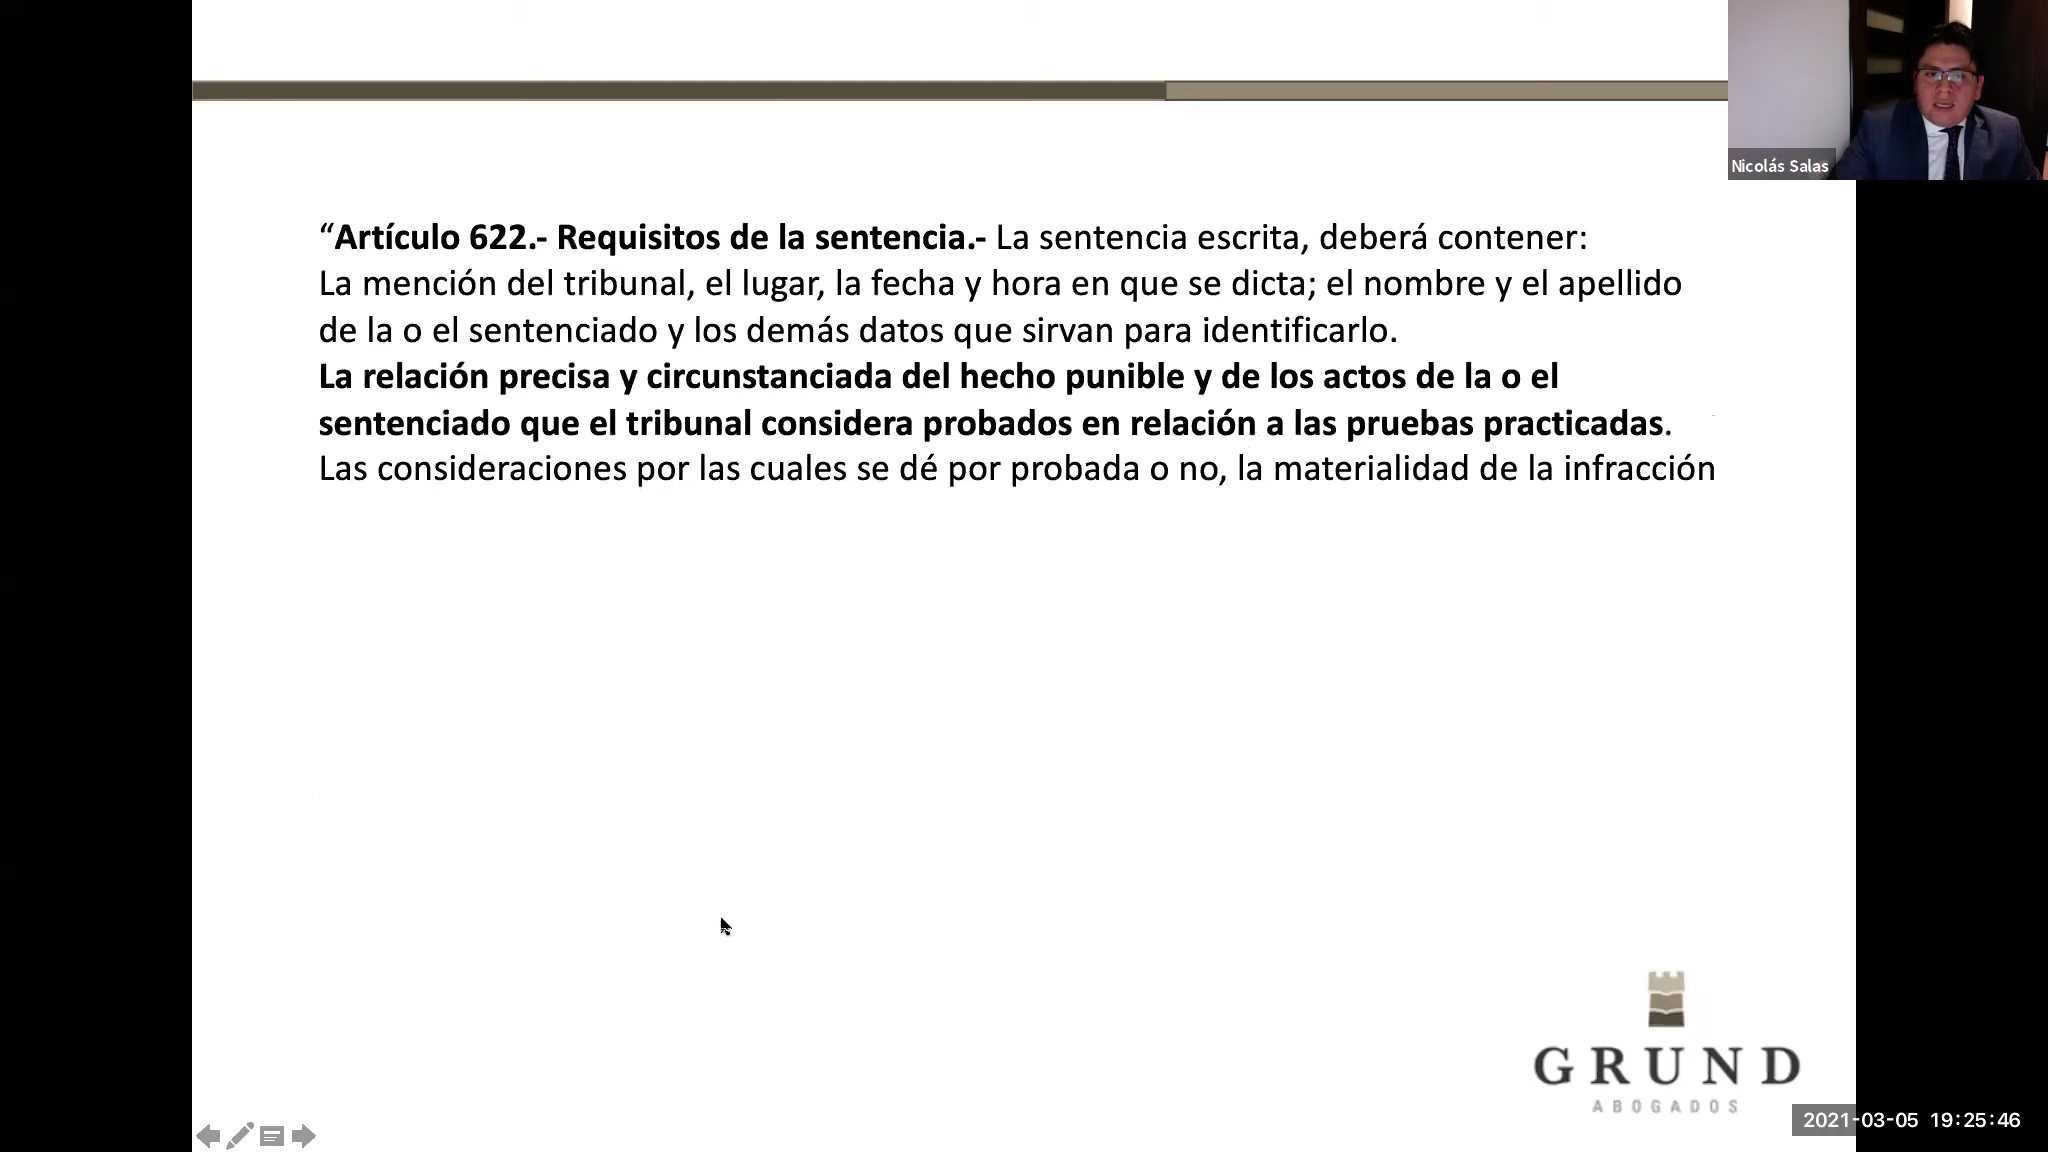 Nicolás Salas
“Artículo 622.- Requisitos de la sentencia.- La sentencia escrita, deberá contener:
La mención del tribunal, el lugar, la fecha y hora en que se dicta; el nombre y el apellido
de la o el sentenciado y los demás datos que sirvan para identificarlo.
La relación precisa y circunstanciada del hecho punible y de los actos de la o el
sentenciado que el tribunal considera probados en relación a las pruebas practicadas.
Las consideraciones por las cuales se dé por probada o no, la materialidad de la infracción
GRUND
ABOGADOS
2021-03-05 19:25:46